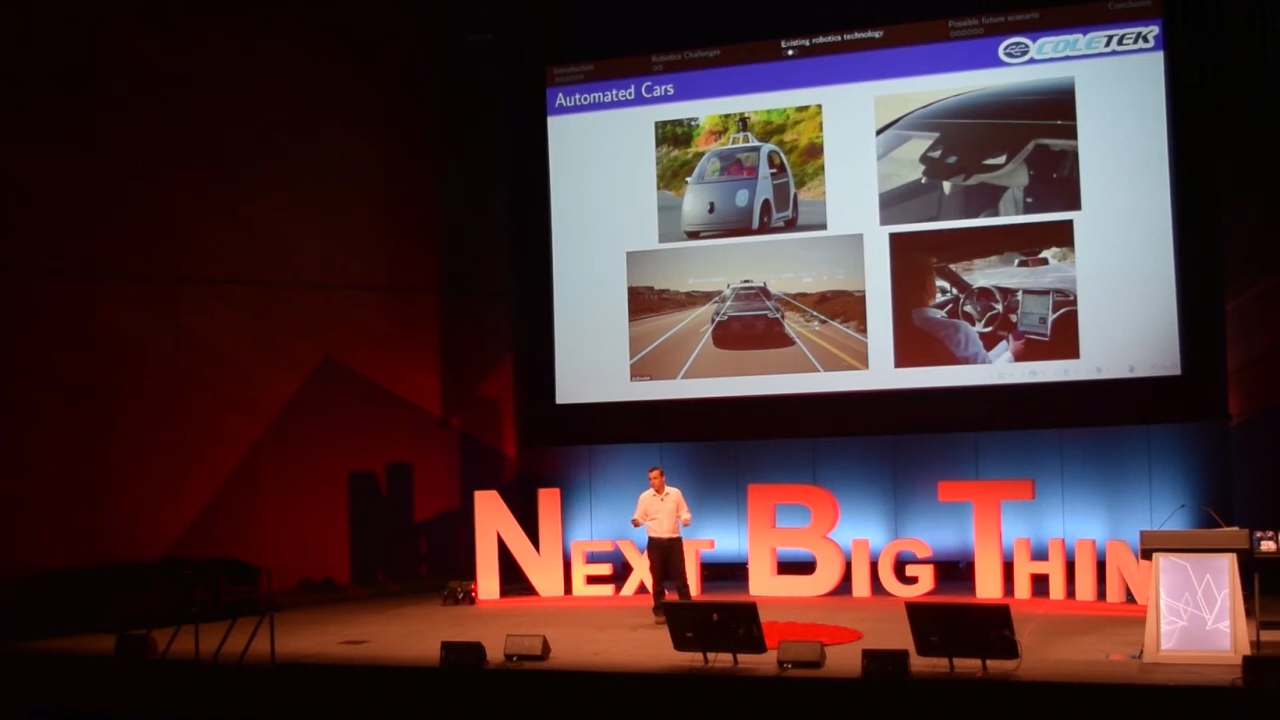 Introduction
Robotics Challenges
Existing robotics technology
Possible future scenario
Conclusion
COLETEK
Automated Cars
NEXT BIG THIN